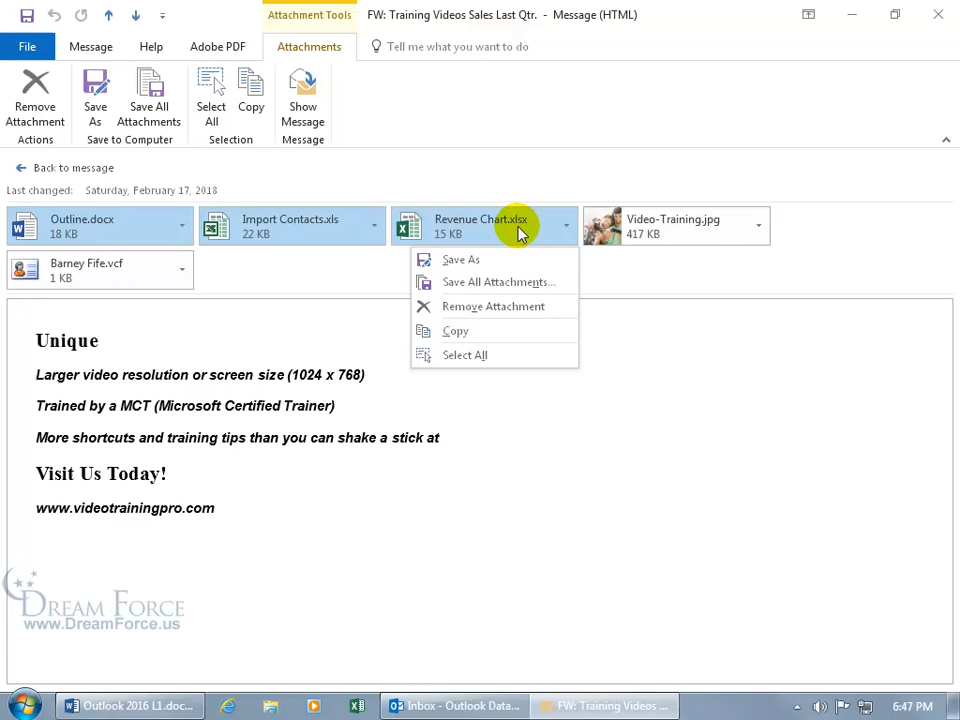 Attachment Tools
FW: Training Videos Sales Last Qtr. - Message (HTML)
File
Message
Help
Adobe PDF
Attachments
Tell me what you want to do
Remove
Attachment
Save
As
Save All
Attachments
Select
All
Copy
Show
Message
Actions
Save to Computer
Selection
Message
Back to message
Last changed: Saturday, February 17, 2018
Outline.docx
18 KB
Import Contacts.xls
22 KB
Revenue Chart.xlsx
15 KB
Video-Training.jpg
417 KB
Barney Fife.vcf
1 KB
Save As
Save All Attachments...
Remove Attachment
Copy
Select All
Unique
Larger video resolution or screen size (1024 x 768)
Trained by a MCT (Microsoft Certified Trainer)
More shortcuts and training tips than you can shake a stick at
Visit Us Today!
www.videotrainingpro.com
Dream Force
www.DreamForce.us
Outlook 2016 L1.doc...
Inbox - Outlook Data...
FW: Training Videos ...
6:47 PM